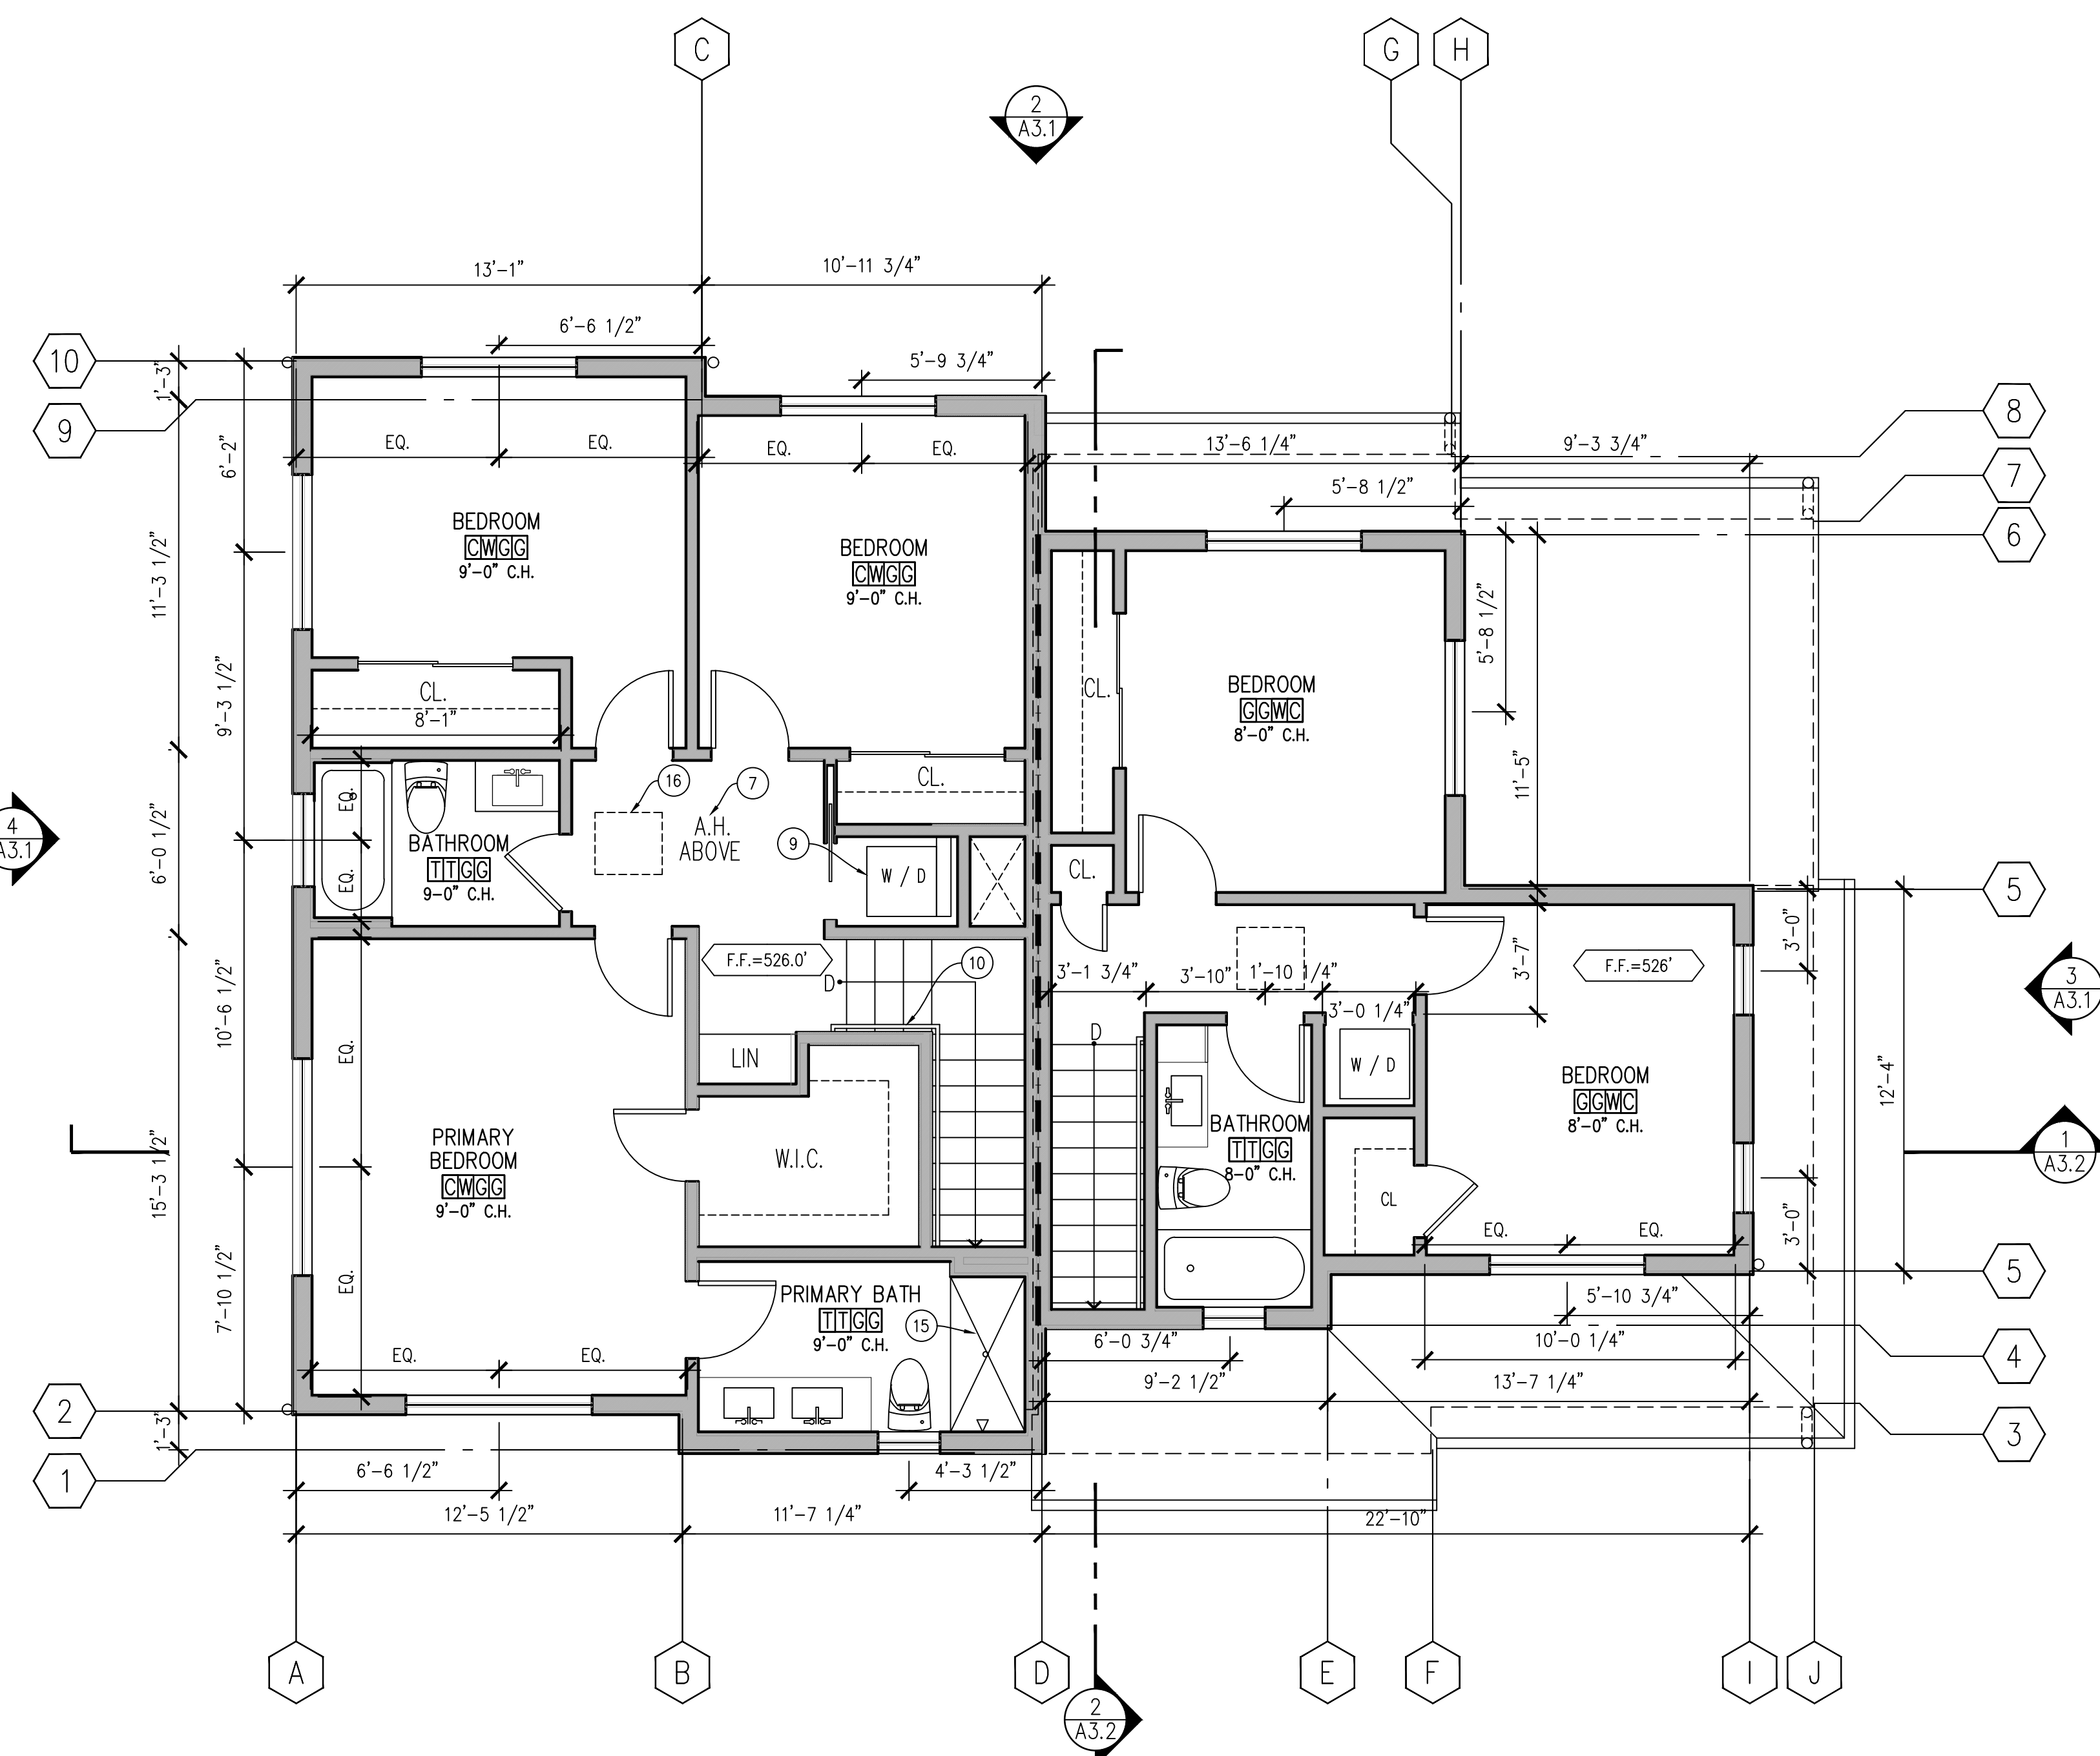 C
G
H
2
A3.1
13'-1"
10'-11 3/4"
6'-6 1/2"
5'-9 3/4"
10
9
1'-3"
6'-2"
EQ.
EQ.
EQ.
EQ.
13'-6 1/4"
9'-3 3/4"
8
7
6
5'-8 1/2"
BEDROOM
CWGG
9'-0" C.H.
BEDROOM
CWGG
9'-0" C.H.
11'-3 1/2"
5'-8 1/2"
11'-5"
BEDROOM
GGWC
8'-0" C.H.
CL.
9'-3 1/2"
CL.
8'-1"
16
7
CL.
A.H.
ABOVE
9
W / D
4
A3.1
6'-0 1/2"
EQ.
EQ.
BATHROOM
TTGG
9-0" C.H.
CL.
5
3'-0"
3'-7"
F.F.=526.0'
D
10
3'-1 3/4"
3'-10"
1'-10 1/4"
3'-0 1/4"
F.F.=526'
3
A3.1
10'-6 1/2"
EQ.
LIN
D
W / D
BEDROOM
GGWC
8'-0" C.H.
12'-4"
BATHROOM
TTGG
8-0" C.H.
1
A3.2
15'-3 1/2"
PRIMARY
BEDROOM
CWGG
9'-0" C.H.
W.I.C.
CL
EQ.
EQ.
3'-0"
5
7'-10 1/2"
EQ.
PRIMARY BATH
TTGG
9'-0" C.H.
15
5'-10 3/4"
6'-0 3/4"
10'-0 1/4"
4
EQ.
EQ.
9'-2 1/2"
13'-7 1/4"
2
3
1'-3"
1
6'-6 1/2"
4'-3 1/2"
12'-5 1/2"
11'-7 1/4"
22'-10"
A
B
D
E
F
I
J
2
A3.2